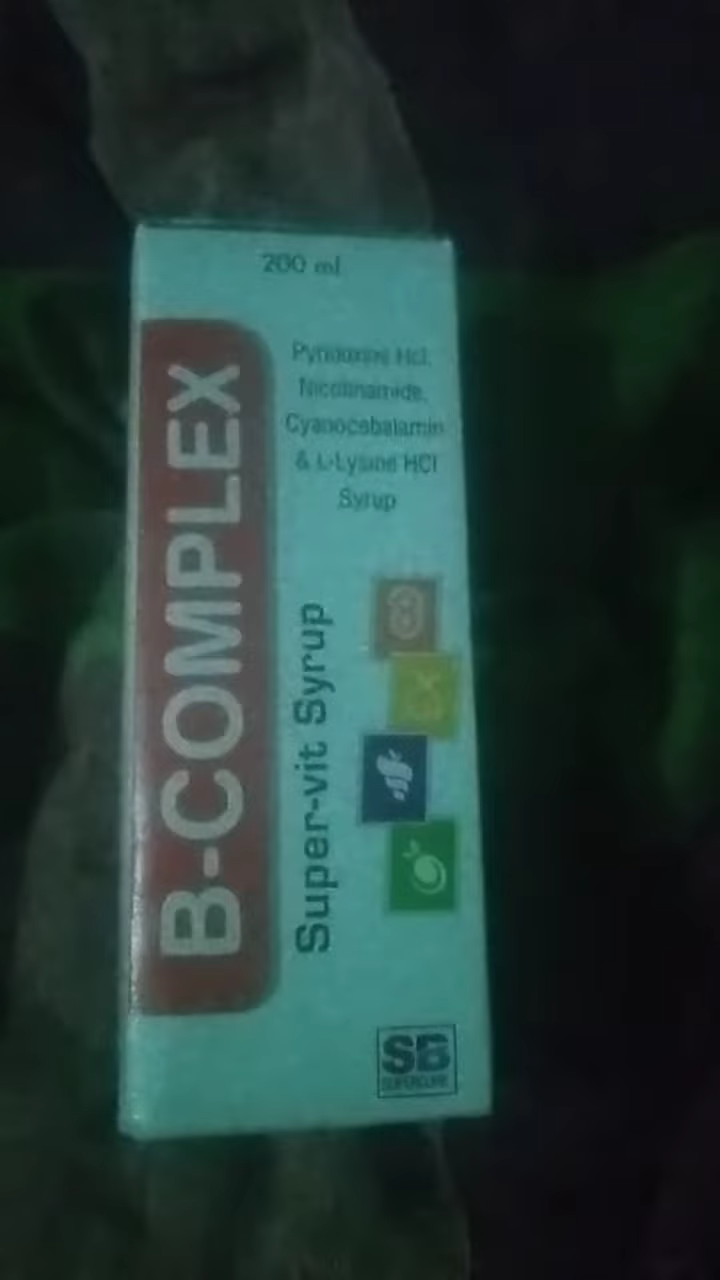 200 ml
B-COMPLEX
Pyridoxine Hcl,
Nicotinamide,
Cyanocobalamin
& L-Lysine HCl
Syrup
Super-vit Syrup
SB